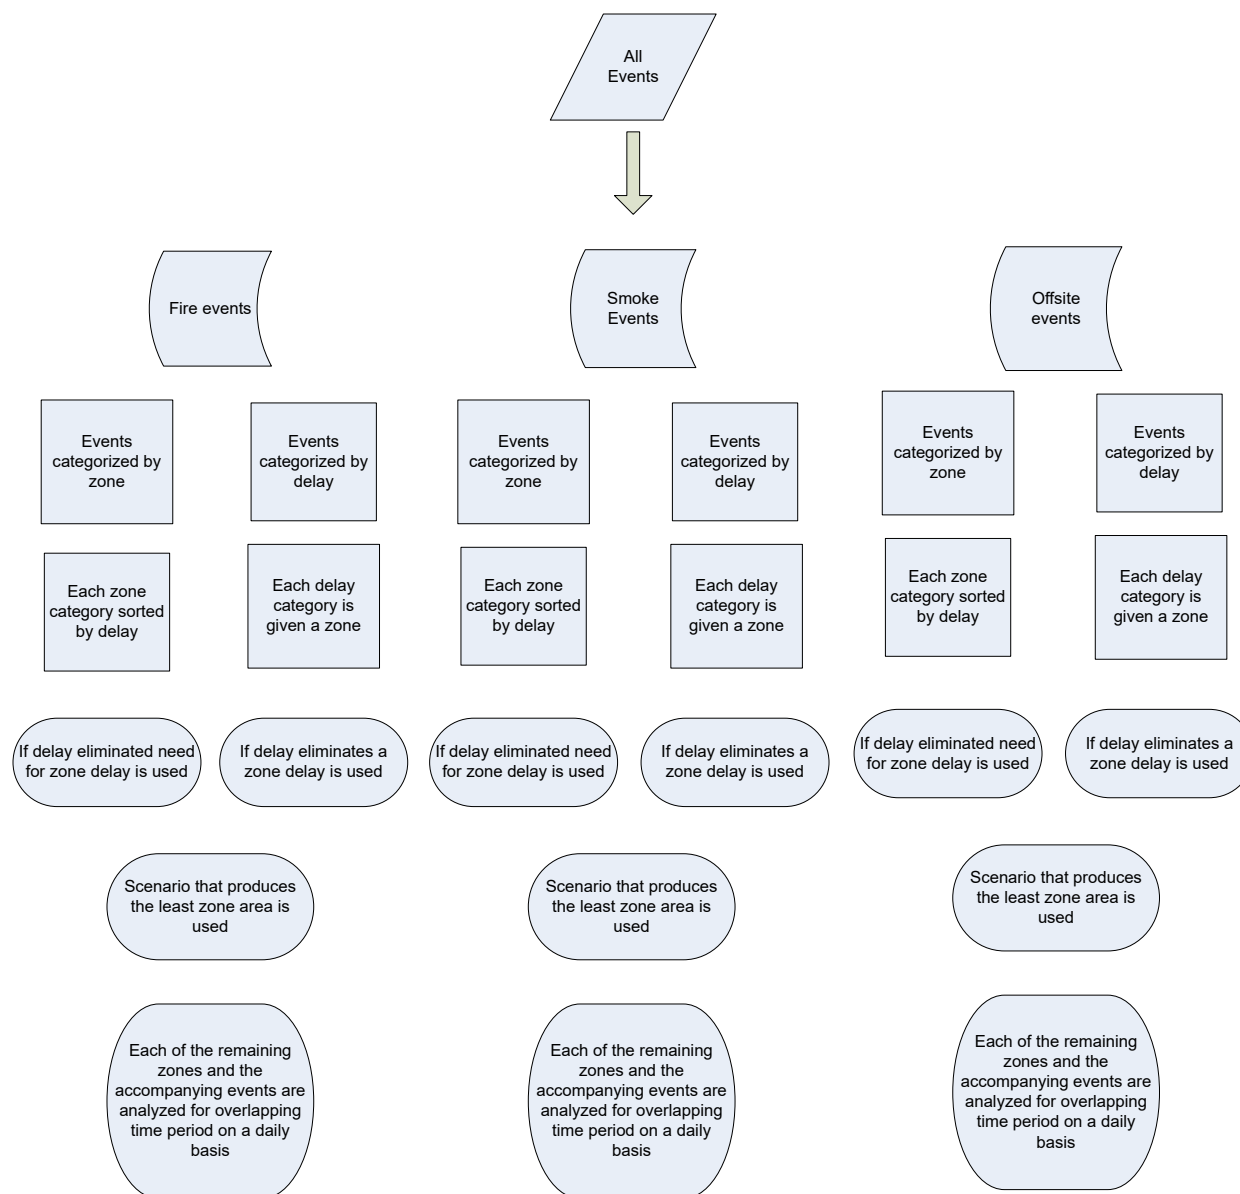 All
Events
Fire events
Smoke
Events
Offsite
events
Events
categorized by
zone
Events
categorized by
delay
Events
categorized by
zone
Events
categorized by
delay
Events
categorized by
zone
Events
categorized by
delay
Each zone
category sorted
by delay
Each delay
category is
given a zone
Each zone
category sorted
by delay
Each delay
category is
given a zone
Each zone
category sorted
by delay
Each delay
category is
given a zone
If delay eliminated need
for zone delay is used
If delay eliminates a
zone delay is used
If delay eliminated need
for zone delay is used
If delay eliminates a
zone delay is used
If delay eliminated need
for zone delay is used
If delay eliminates a
zone delay is used
Scenario that produces
the least zone area is
used
Scenario that produces
the least zone area is
used
Scenario that produces
the least zone area is
used
Each of the remaining
zones and the
accompanying events are
analyzed for overlapping
time period on a daily
basis
Each of the remaining
zones and the
accompanying events are
analyzed for overlapping
time period on a daily
basis
Each of the remaining
zones and the
accompanying events are
analyzed for overlapping
time period on a daily
basis